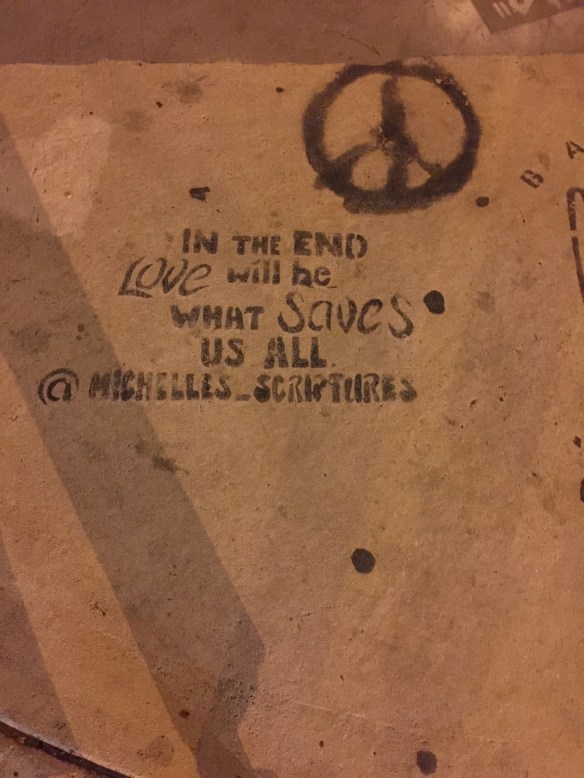 IN THE END
LOVE will be
WHAT Saves
US ALL.
@MICHELLES_SCRIPTURES
B A